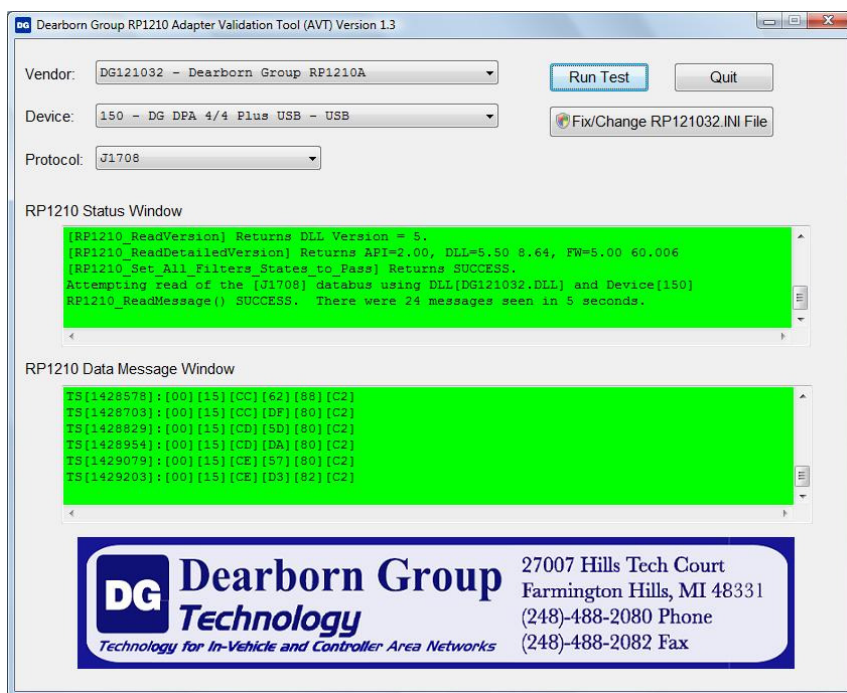 DG Dearborn Group RP1210 Adapter Validation Tool (AVT) Version 1.3
Vendor: DG121032 - Dearborn Group RP1210A
Run Test
Quit
Device: 150 - DG DPA 4/4 Plus USB - USB
Fix/Change RP121032.INI File
Protocol: J1708
RP1210 Status Window
[RP1210_ReadVersion] Returns DLL Version = 5.
[RP1210_ReadDetailedVersion] Returns API=2.00, DLL=5.50 8.64, FW=5.00 60.006
[RP1210_Set_All_Filters_States_to_Pass] Returns SUCCESS.
Attempting read of the [J1708] databus using DLL[DG121032.DLL] and Device[150]
RP1210_ReadMessage() SUCCESS.  There were 24 messages seen in 5 seconds.
RP1210 Data Message Window
TS[1428578]:[00][15][CC][62][88][C2]
TS[1428703]:[00][15][CC][DF][80][C2]
TS[1428829]:[00][15][CD][5D][80][C2]
TS[1428954]:[00][15][CD][DA][80][C2]
TS[1429079]:[00][15][CE][57][80][C2]
TS[1429203]:[00][15][CE][D3][82][C2]
DG
Dearborn Group
Technology
Technology for In-Vehicle and Controller Area Networks
27007 Hills Tech Court
Farmington Hills, MI 48331
(248)-488-2080 Phone
(248)-488-2082 Fax